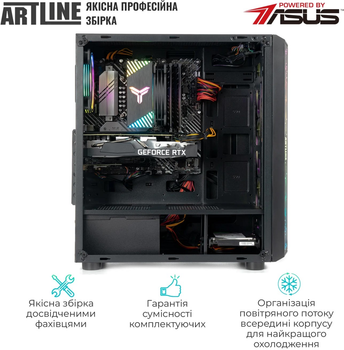 ARTLINE
ЯКІСНА ПРОФЕСІЙНА
ЗБІРКА
POWERED BY
ASUS
GEFORCE RTX
Якісна збірка
досвідченими
фахівцями
Гарантія
сумісності
комплектуючих
Організація
повітряного потоку
всередині корпусу
для найкращого
охолодження